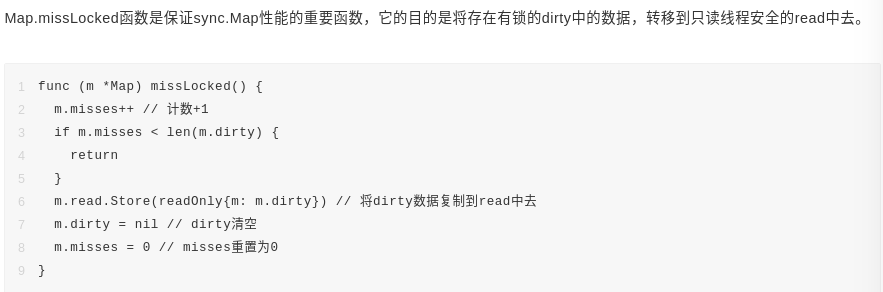 Map.missLocked函数是保证sync.Map性能的重要函数，它的目的是将存在有锁的dirty中的数据，转移到只读线程安全的read中去。
1 func (m *Map) missLocked() {
2   m.misses++ // 计数+1
3   if m.misses < len(m.dirty) {
4     return
5   }
6   m.read.Store(readOnly{m: m.dirty}) // 将dirty数据复制到read中去
7   m.dirty = nil // dirty清空
8   m.misses = 0 // misses重置为0
9 }